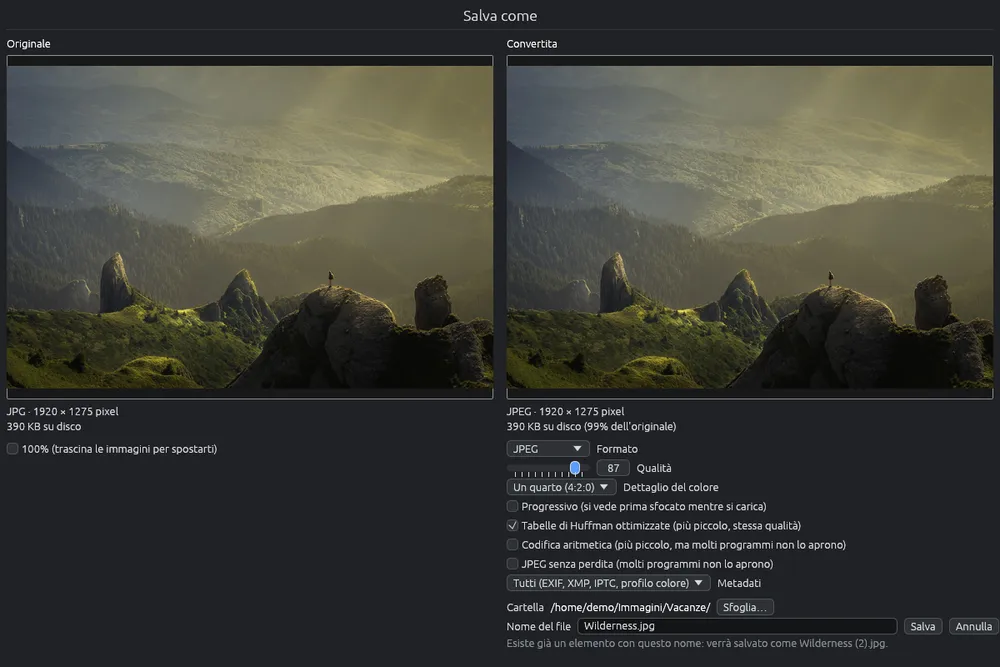 Salva come
Originale
Convertita
JPG · 1920 × 1275 pixel
390 KB su disco
100% (trascina le immagini per spostarti)
JPEG · 1920 × 1275 pixel
390 KB su disco (99% dell'originale)
JPEG Formato
87 Qualità
Un quarto (4:2:0) Dettaglio del colore
Progressivo (si vede prima sfocato mentre si carica)
Tabelle di Huffman ottimizzate (più piccolo, stessa qualità)
Codifica aritmetica (più piccolo, ma molti programmi non lo aprono)
JPEG senza perdita (molti programmi non lo aprono)
Tutti (EXIF, XMP, IPTC, profilo colore) Metadati
Cartella /home/demo/Immagini/Vacanze/ Sfoglia…
Nome del file Wilderness.jpg Salva Annulla
Esiste già un elemento con questo nome: verrà salvato come Wilderness (2).jpg.